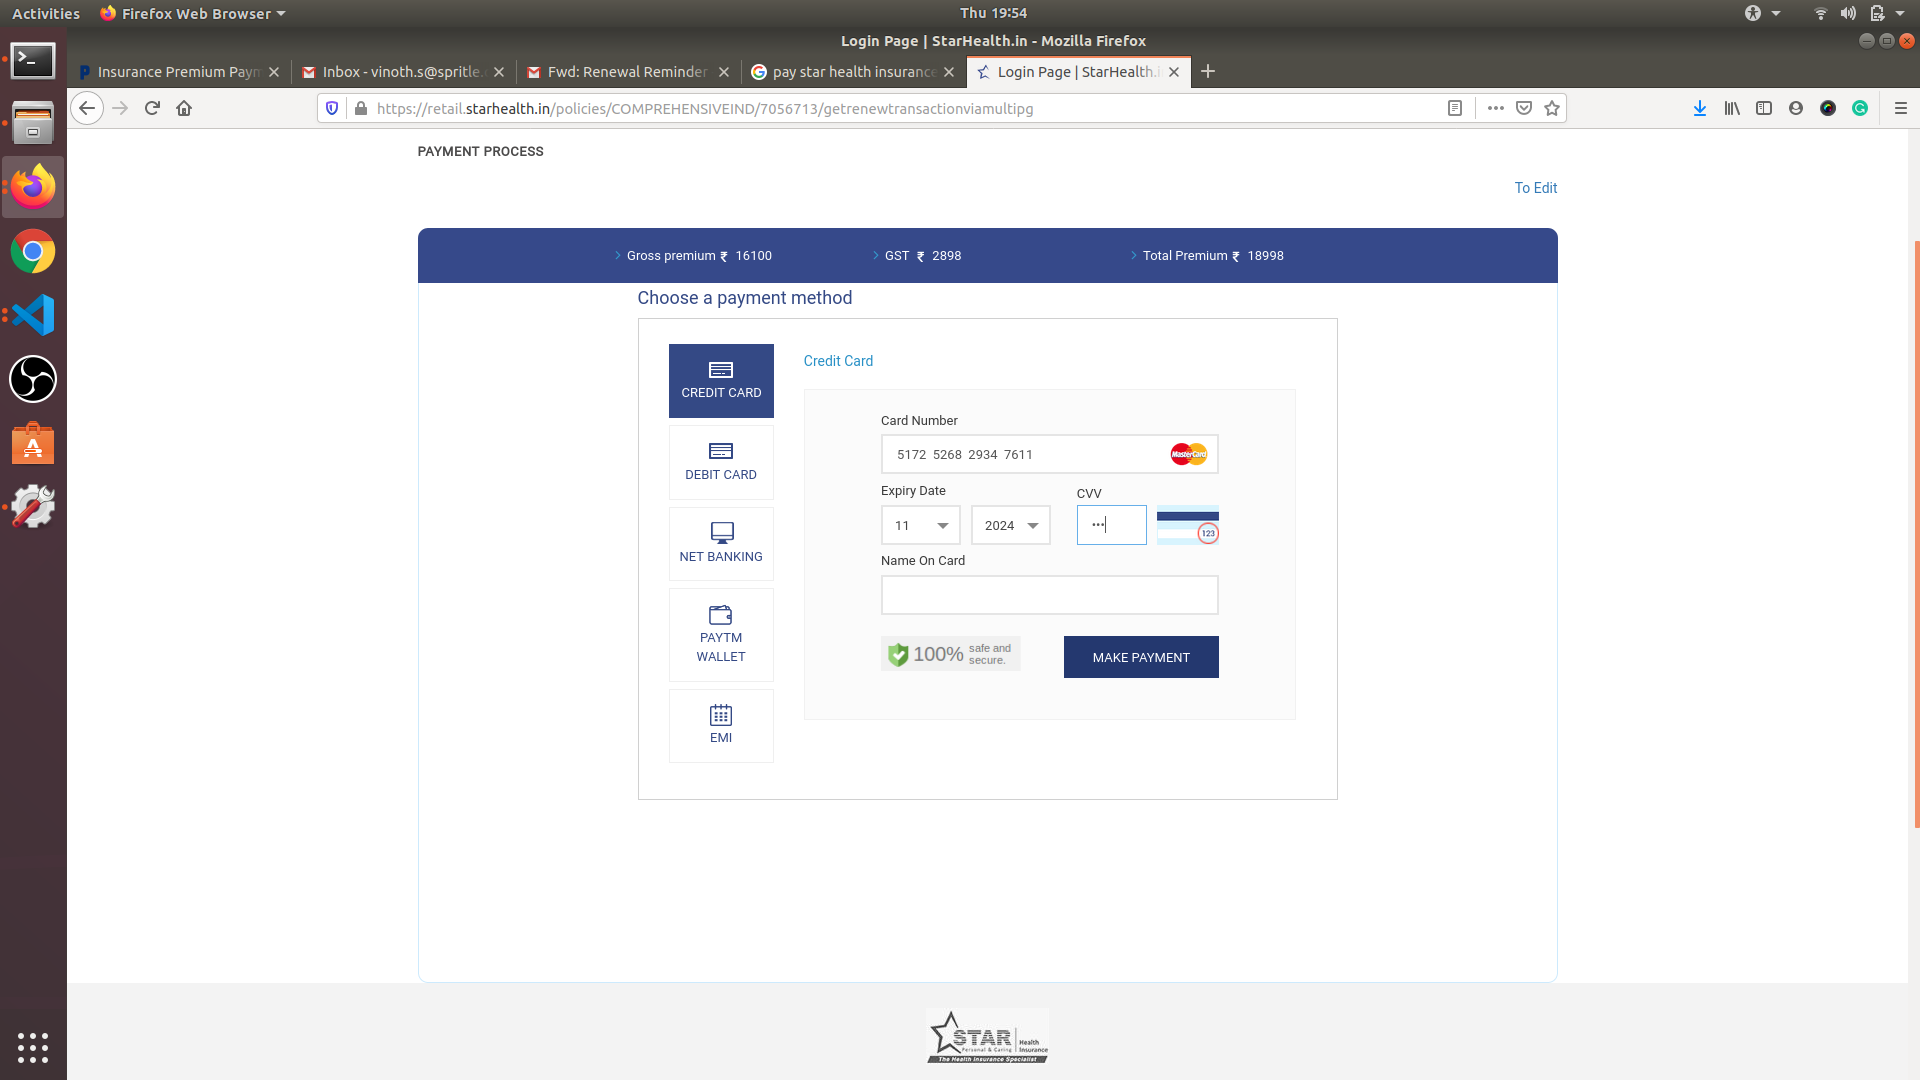 Activities
Firefox Web Browser
Thu 19:54
Login Page | StarHealth.in - Mozilla Firefox
Insurance Premium Paym
Inbox - vinoth.s@spritle.
Fwd: Renewal Reminder
pay star health insurance
Login Page | StarHealth.i
https://retail.starhealth.in/policies/COMPREHENSIVEIND/7056713/getrenewtransactionviamultipg
PAYMENT PROCESS
To Edit
Gross premium ₹ 16100
GST ₹ 2898
Total Premium ₹ 18998
Choose a payment method
CREDIT CARD
DEBIT CARD
NET BANKING
PAYTM
WALLET
EMI
Credit Card
Card Number
5172 5268 2934 7611
MasterCard
Expiry Date
CVV
11
2024
•••
123
Name On Card
100% safe and
secure.
MAKE PAYMENT
STAR
Health
Insurance
Personal & Caring
The Health Insurance Specialist